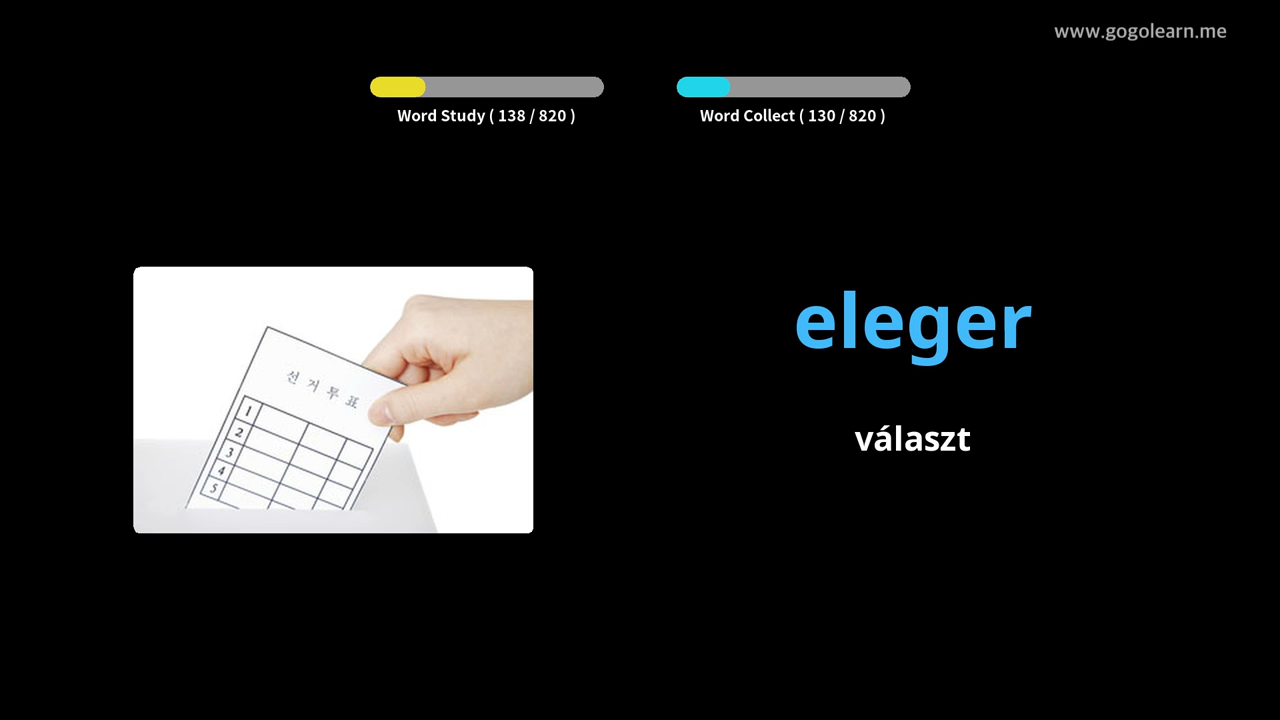 www.gogolearn.me
Word Study ( 138 / 820 )
Word Collect ( 130 / 820 )
선거투표
1
2
3
4
5
eleger
választ